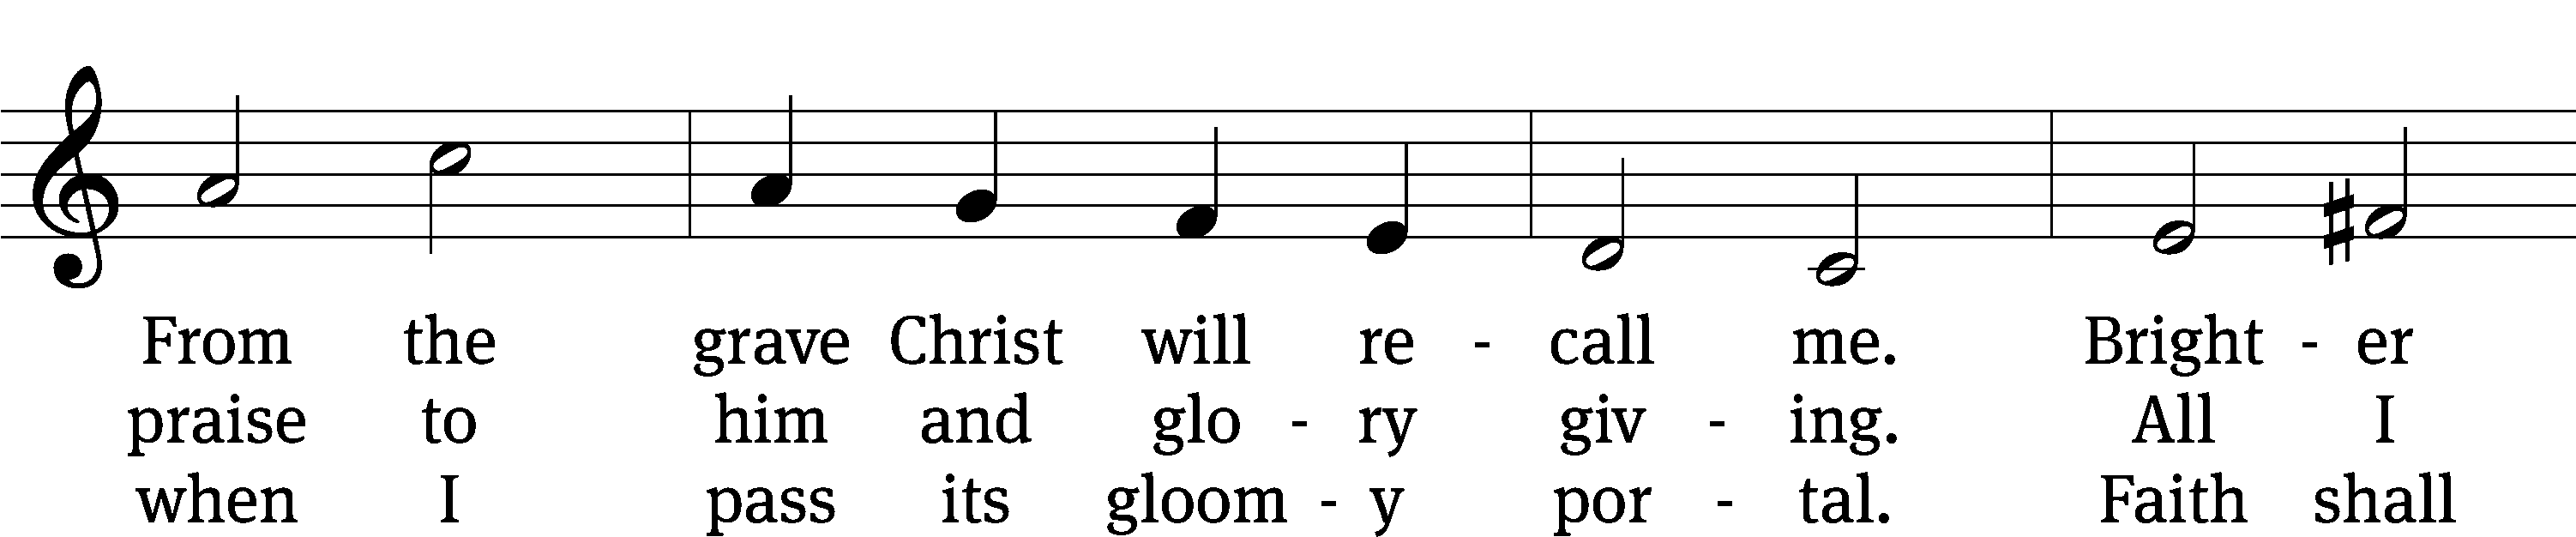 From the grave Christ will re - call me. Bright - er
praise to him and glo - ry giv - ing. All I
when I pass its gloom - y por - tal. Faith shall